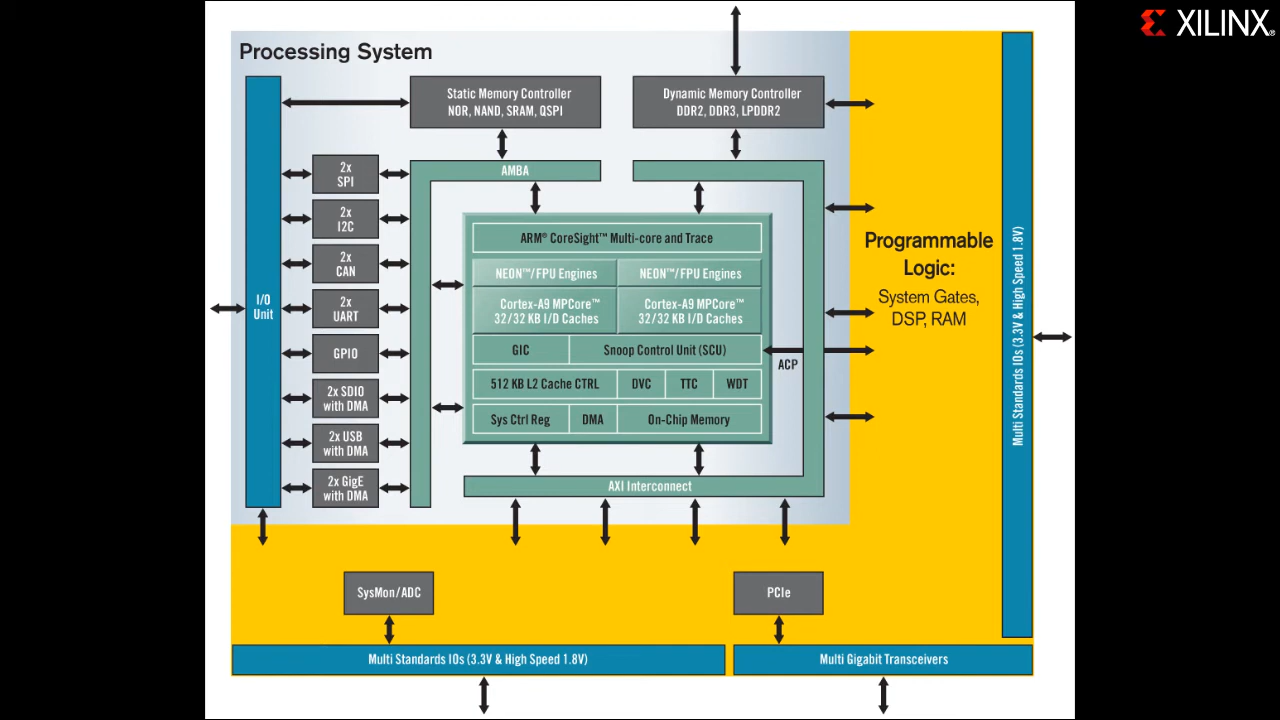 XILINX®
Processing System
Static Memory Controller
NOR, NAND, SRAM, QSPI
Dynamic Memory Controller
DDR2, DDR3, LPDDR2
AMBA
2x
SPI
2x
I2C
2x
CAN
2x
UART
GPIO
2x SDIO
with DMA
2x USB
with DMA
2x GigE
with DMA
I/O
Unit
ARM® CoreSight™ Multi-core and Trace
NEON™/FPU Engines
NEON™/FPU Engines
Cortex-A9 MPCore™
32/32 KB I/D Caches
Cortex-A9 MPCore™
32/32 KB I/D Caches
GIC
Snoop Control Unit (SCU)
ACP
512 KB L2 Cache CTRL
DVC
TTC
WDT
Sys Ctrl Reg
DMA
On-Chip Memory
AXI Interconnect
Programmable
Logic:
System Gates,
DSP, RAM
Multi Standards IOs (3.3V & High Speed 1.8V)
SysMon/ADC
PCIe
Multi Standards IOs (3.3V & High Speed 1.8V)
Multi Gigabit Transceivers